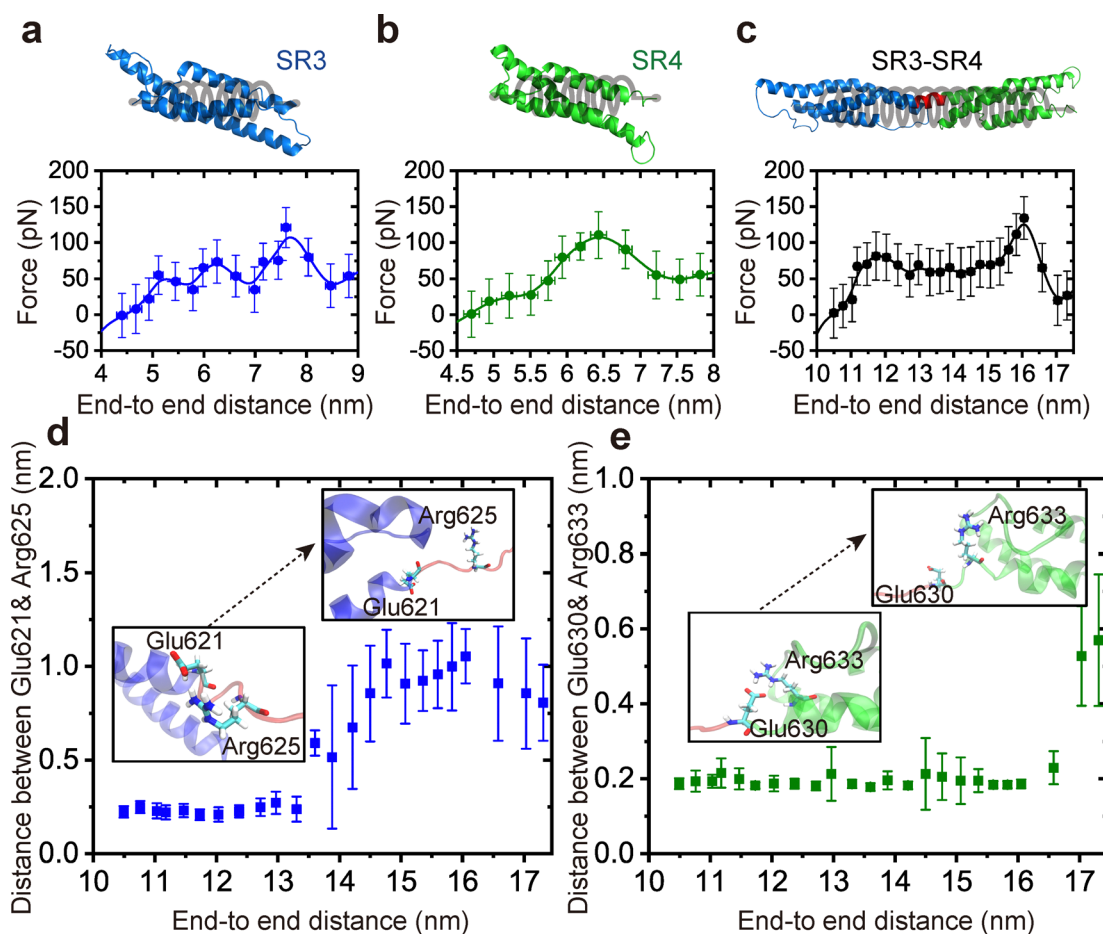 a
SR3
b
SR4
c
SR3-SR4
Force (pN)
200
150
100
50
0
-50
4 5 6 7 8 9
End-to end distance (nm)
Force (pN)
200
150
100
50
0
-50
4.5 5 5.5 6 6.5 7 7.5 8
End-to end distance (nm)
Force (pN)
200
150
100
50
0
-50
10 11 12 13 14 15 16 17
End-to end distance (nm)
d
Distance between Glu621& Arg625 (nm)
2.0
1.5
1.0
0.5
0.0
Arg625
Glu621
Glu621
Arg625
10 11 12 13 14 15 16 17
End-to end distance (nm)
e
Distance between Glu630& Arg633 (nm)
1.0
0.8
0.6
0.4
0.2
0.0
Arg633
Glu630
Arg633
Glu630
10 11 12 13 14 15 16 17
End-to end distance (nm)